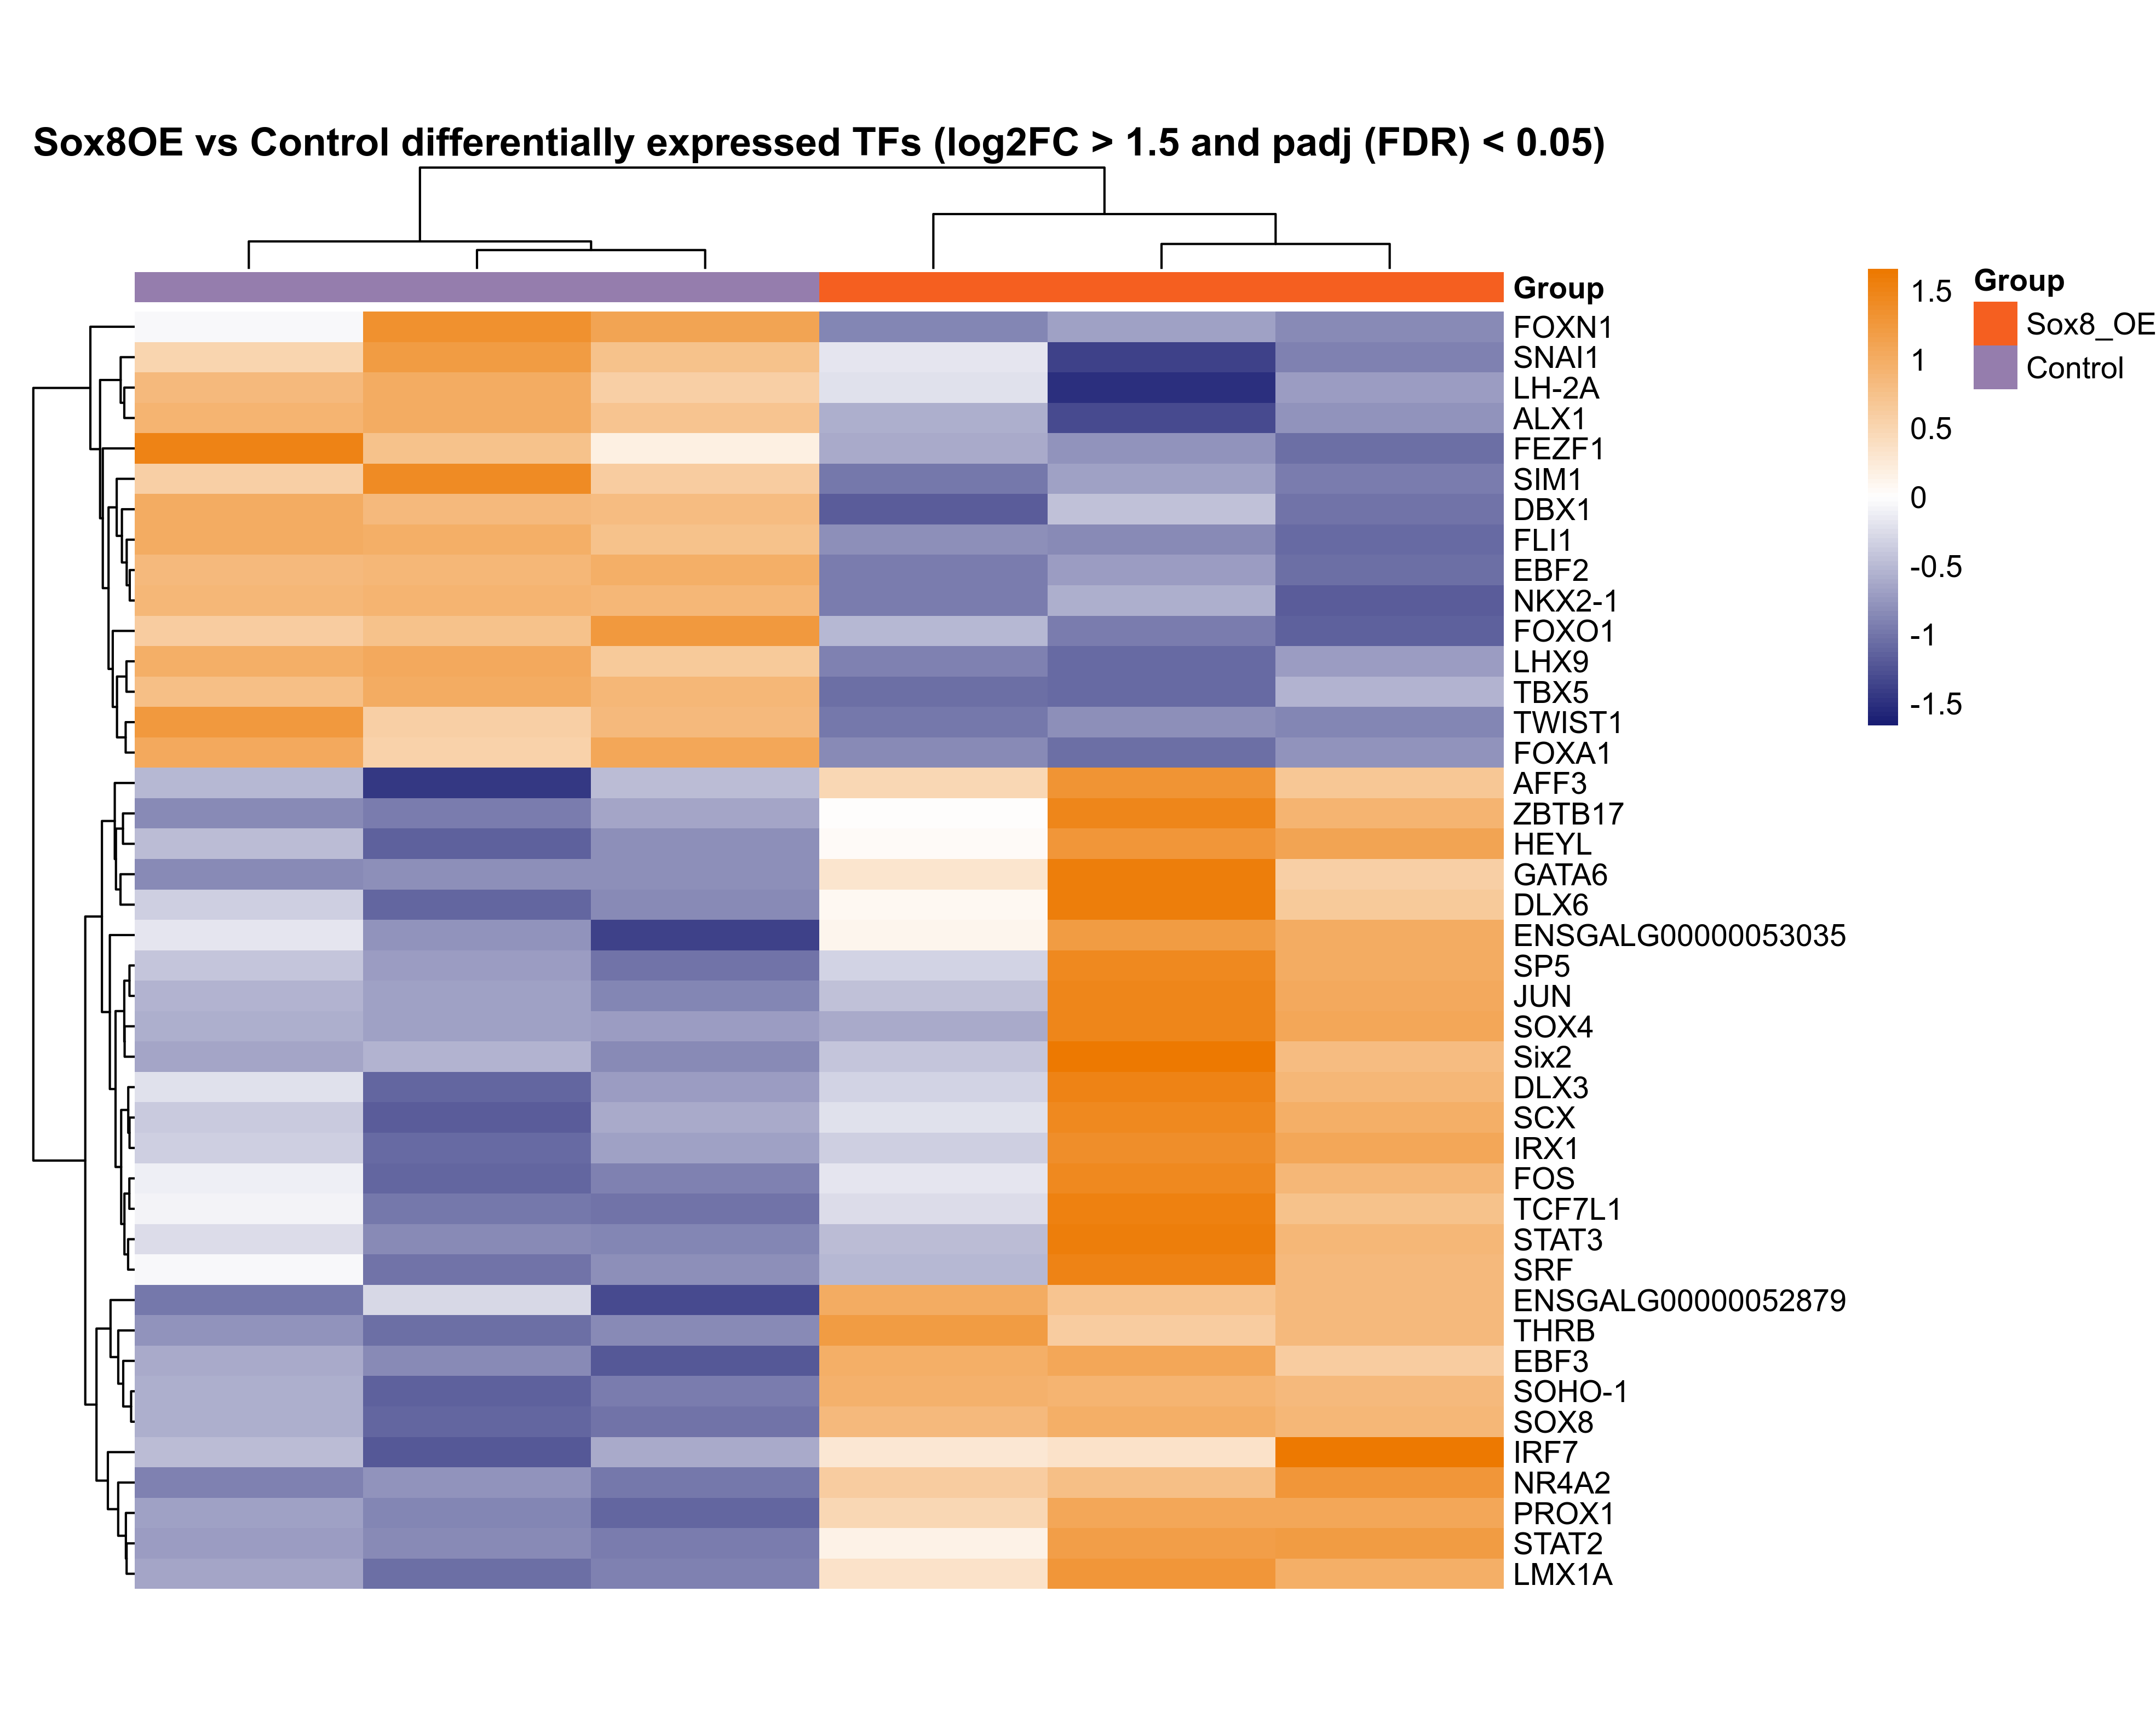 Sox8OE vs Control differentially expressed TFs (log2FC > 1.5 and padj (FDR) < 0.05)
Group
FOXN1
SNAI1
LH-2A
ALX1
FEZF1
SIM1
DBX1
FLI1
EBF2
NKX2-1
FOXO1
LHX9
TBX5
TWIST1
FOXA1
AFF3
ZBTB17
HEYL
GATA6
DLX6
ENSGALG00000053035
SP5
JUN
SOX4
Six2
DLX3
SCX
IRX1
FOS
TCF7L1
STAT3
SRF
ENSGALG00000052879
THRB
EBF3
SOHO-1
SOX8
IRF7
NR4A2
PROX1
STAT2
LMX1A
1.5
1
0.5
0
-0.5
-1
-1.5
Group
Sox8_OE
Control